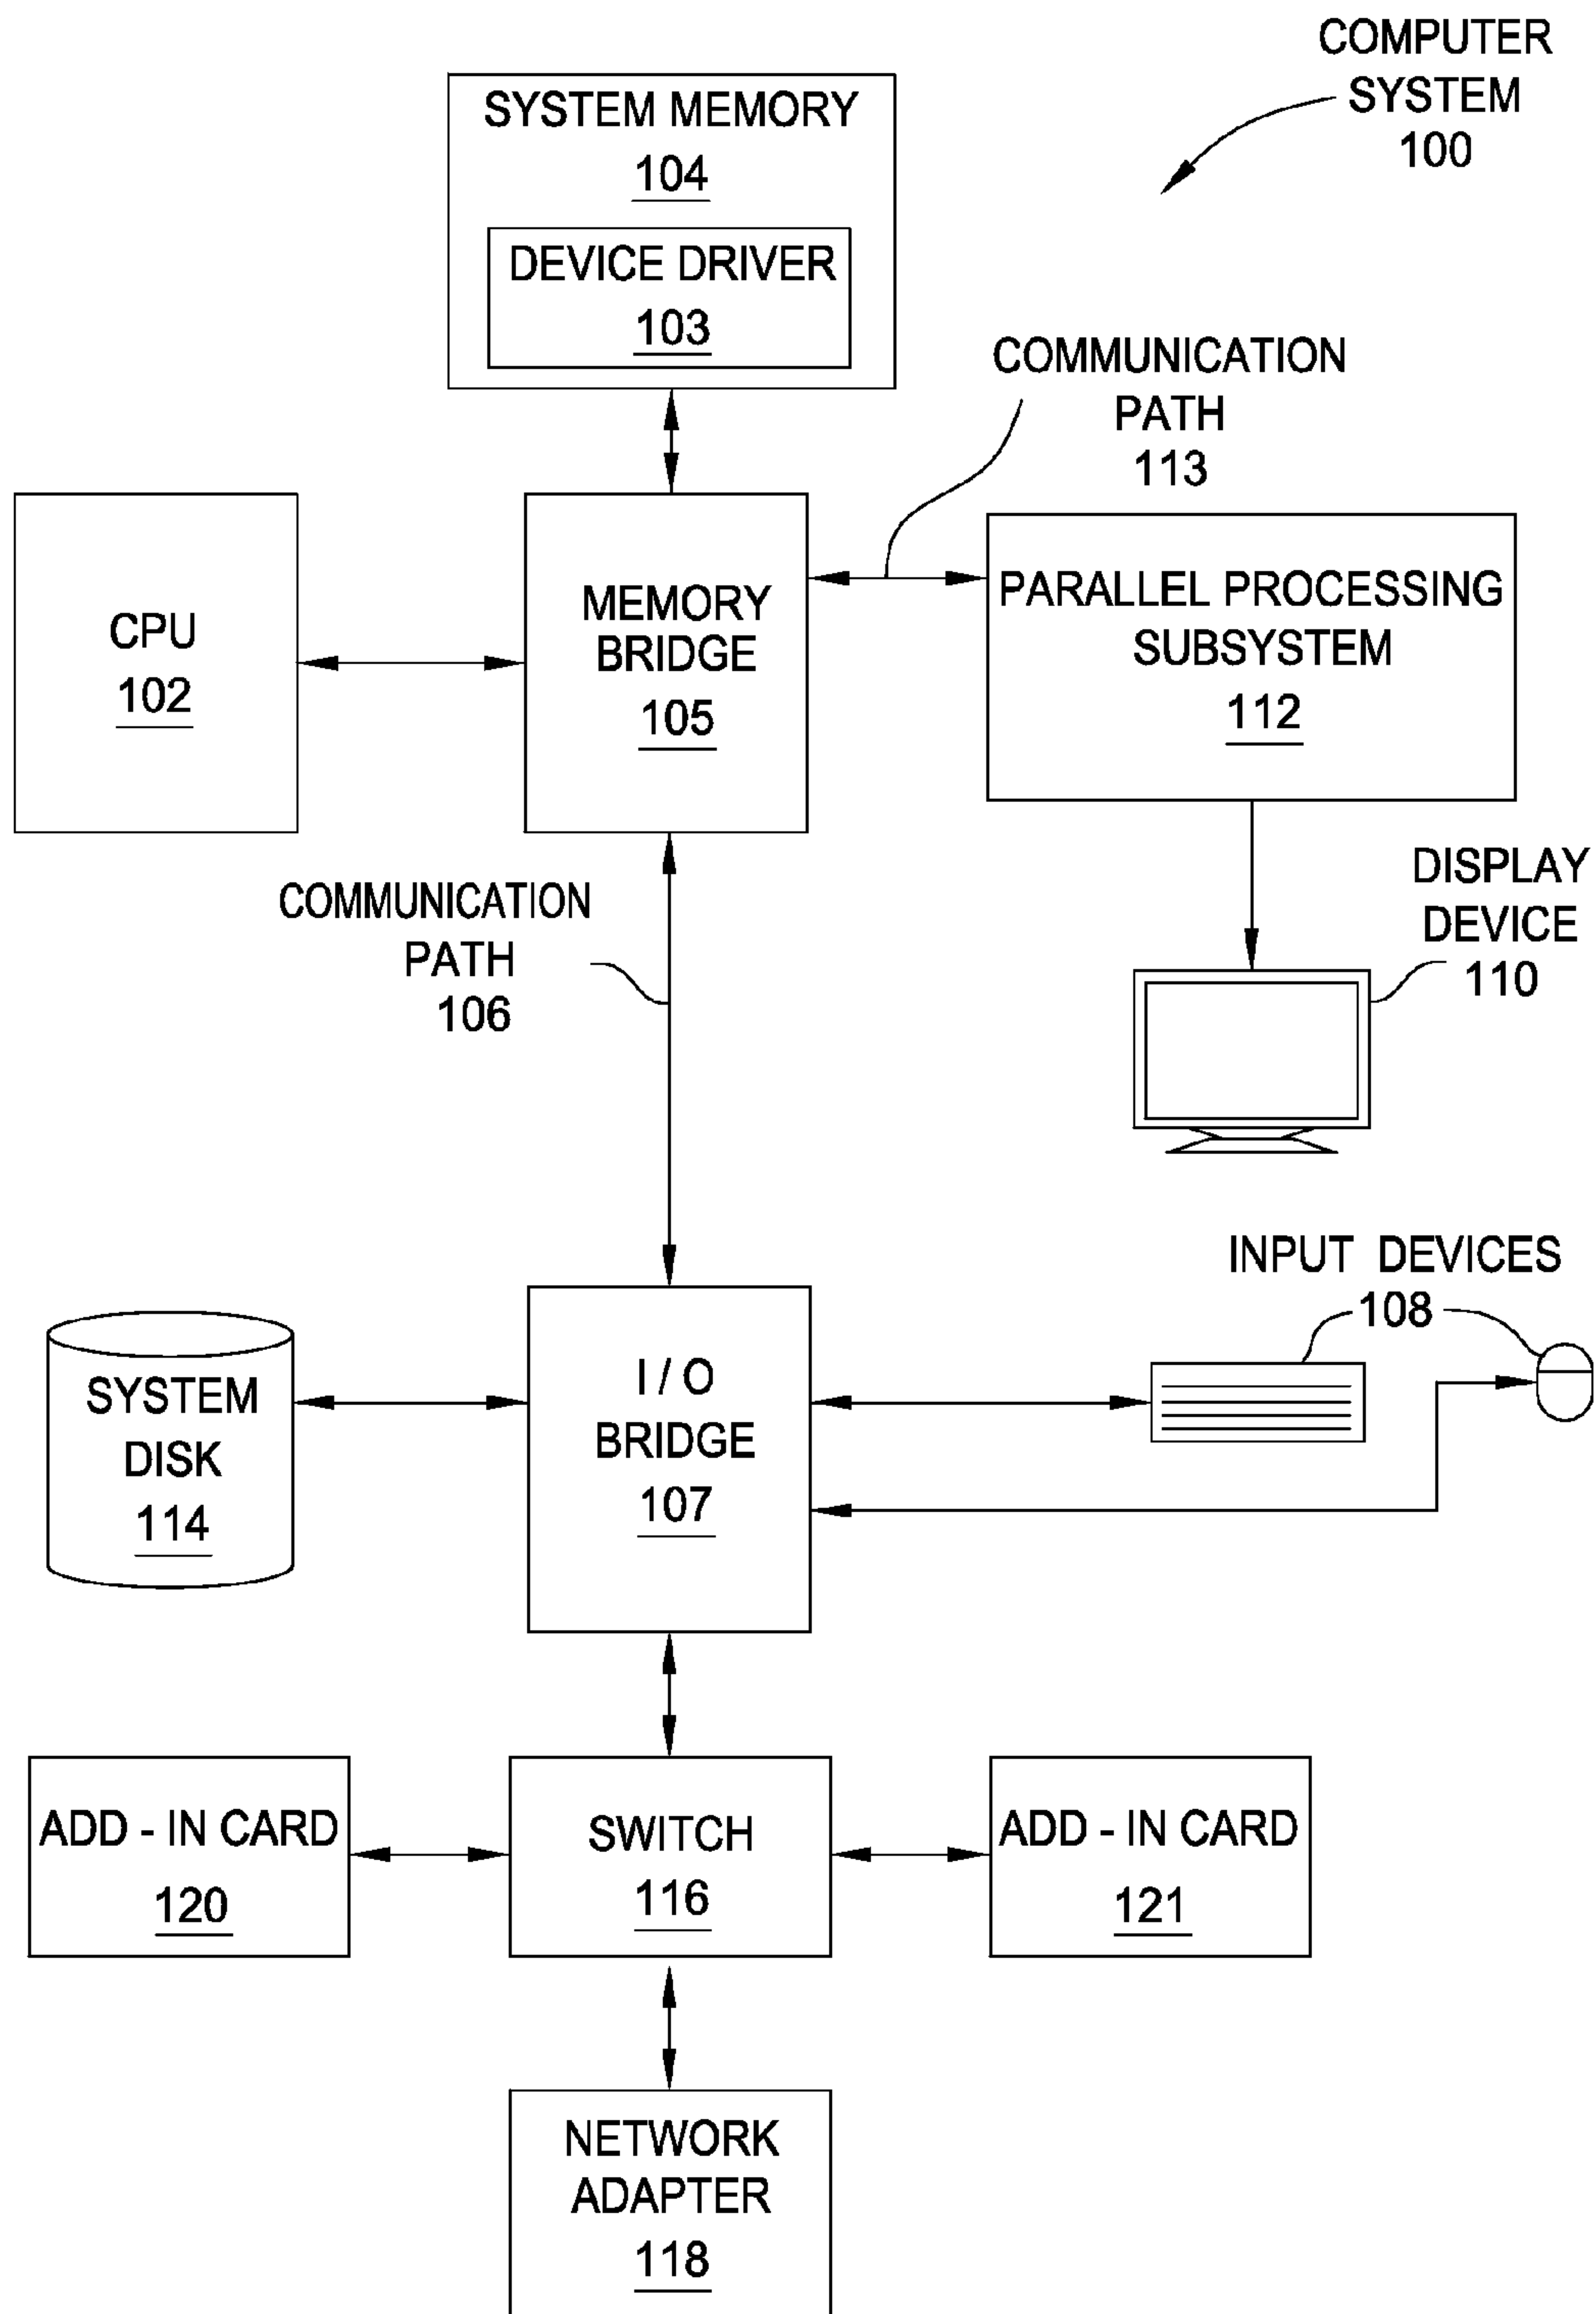 COMPUTER
SYSTEM
100
SYSTEM MEMORY
104
DEVICE DRIVER
103
COMMUNICATION
PATH
113
CPU
102
MEMORY
BRIDGE
105
PARALLEL PROCESSING
SUBSYSTEM
112
COMMUNICATION
PATH
106
DISPLAY
DEVICE
110
INPUT DEVICES
108
SYSTEM
DISK
114
I / O
BRIDGE
107
ADD - IN CARD
120
SWITCH
116
ADD - IN CARD
121
NETWORK
ADAPTER
118